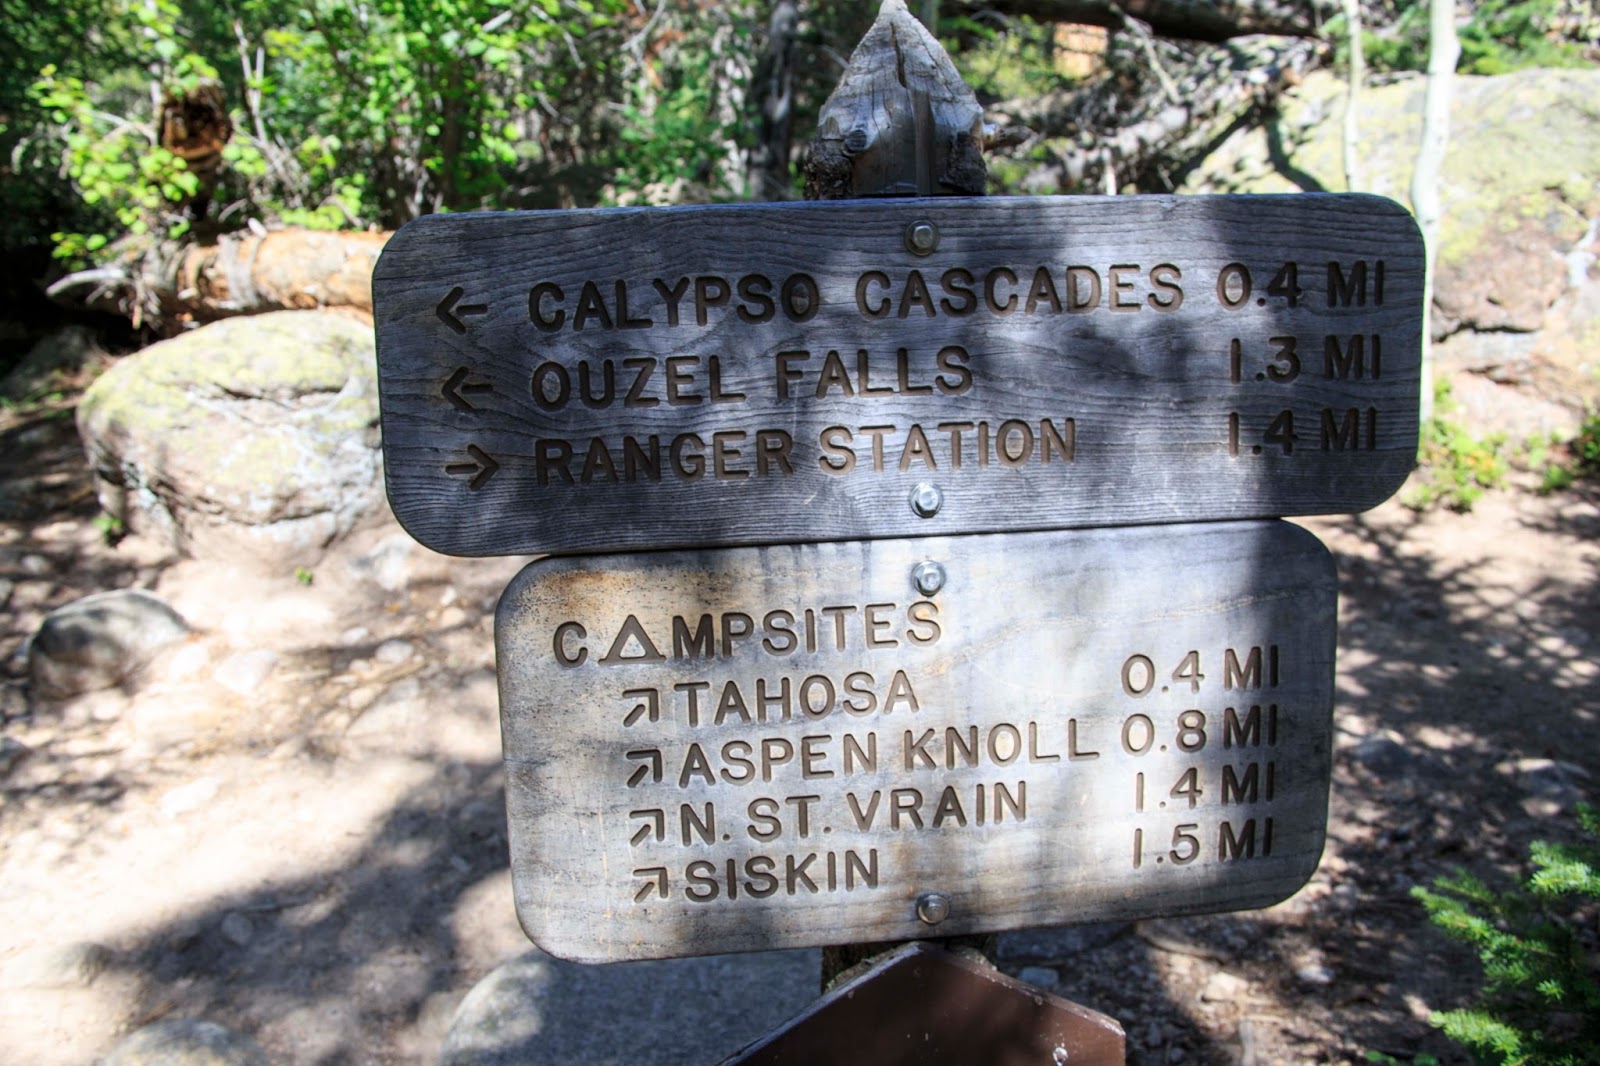 ← CALYPSO CASCADES 0.4 MI
← OUZEL FALLS 1.3 MI
→ RANGER STATION 1.4 MI
CAMPSITES
↗ TAHOSA 0.4 MI
↗ ASPEN KNOLL 0.8 MI
↗ N. ST. VRAIN 1.4 MI
↗ SISKIN 1.5 MI